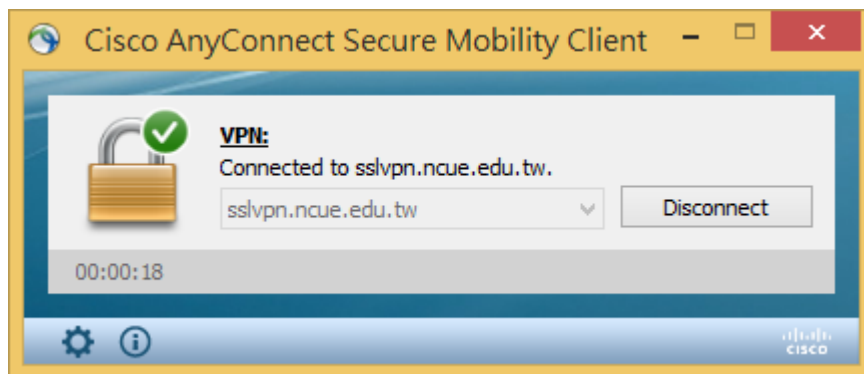 Cisco AnyConnect Secure Mobility Client
VPN:
Connected to sslvpn.ncue.edu.tw.
sslvpn.ncue.edu.tw
Disconnect
00:00:18
CISCO